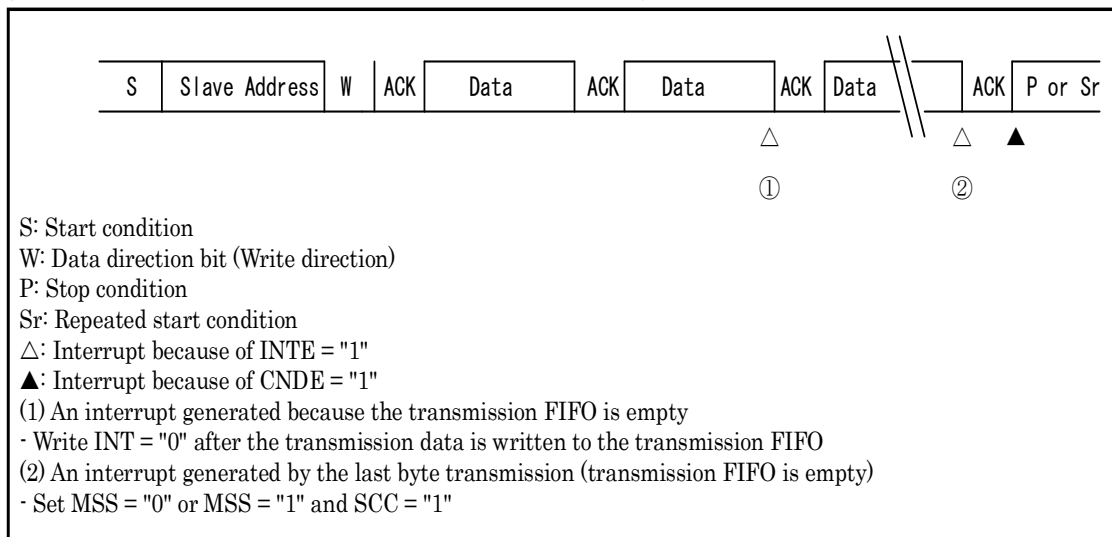 S Slave Address W ACK Data ACK Data ACK Data ACK P or Sr
△ △ ▲
① ②
S: Start condition
W: Data direction bit (Write direction)
P: Stop condition
Sr: Repeated start condition
△: Interrupt because of INTE = "1"
▲: Interrupt because of CNDE = "1"
(1) An interrupt generated because the transmission FIFO is empty
- Write INT = "0" after the transmission data is written to the transmission FIFO
(2) An interrupt generated by the last byte transmission (transmission FIFO is empty)
- Set MSS = "0" or MSS = "1" and SCC = "1"